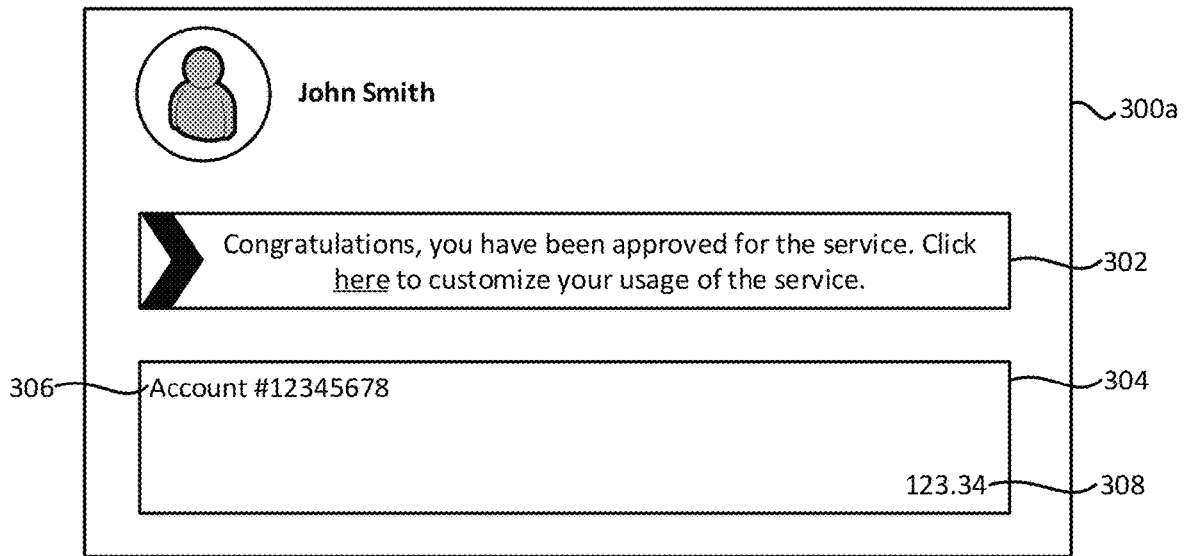 John Smith
300a
Congratulations, you have been approved for the service. Click
here to customize your usage of the service.
302
306
Account #12345678
304
123.34
308